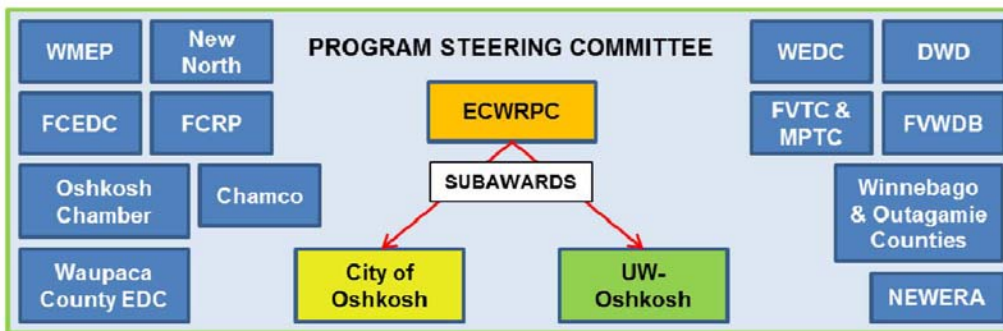 PROGRAM STEERING COMMITTEE
WMEP
New
North
WEDC
DWD
ECWRPC
FCEDC
FCRP
FVTC &
MPTC
FVWDB
SUBAWARDS
Oshkosh
Chamber
Chamco
Winnebago
& Outagamie
Counties
Waupaca
County EDC
City of
Oshkosh
UW-
Oshkosh
NEWERA